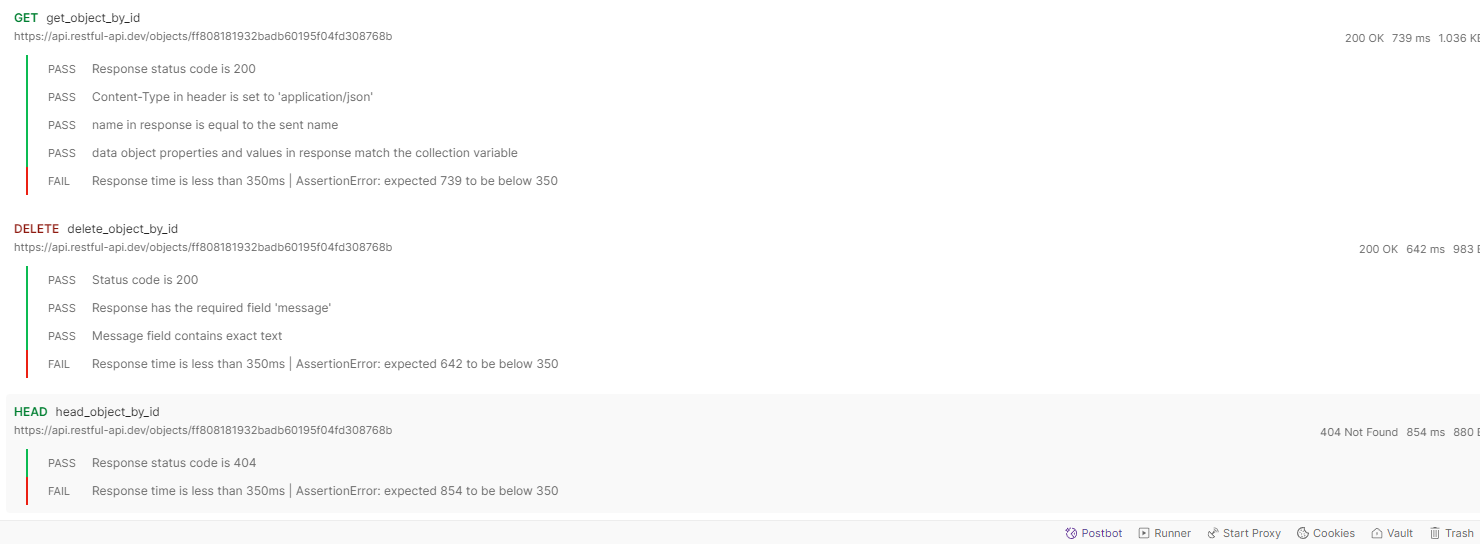 GET get_object_by_id
https://api.restful-api.dev/objects/ff808181932badb60195f04fd308768b
200 OK 739 ms 1.036 KB
PASS Response status code is 200
PASS Content-Type in header is set to 'application/json'
PASS name in response is equal to the sent name
PASS data object properties and values in response match the collection variable
FAIL Response time is less than 350ms | AssertionError: expected 739 to be below 350
DELETE delete_object_by_id
https://api.restful-api.dev/objects/ff808181932badb60195f04fd308768b
200 OK 642 ms 983 B
PASS Status code is 200
PASS Response has the required field 'message'
PASS Message field contains exact text
FAIL Response time is less than 350ms | AssertionError: expected 642 to be below 350
HEAD head_object_by_id
https://api.restful-api.dev/objects/ff808181932badb60195f04fd308768b
404 Not Found 854 ms 880 B
PASS Response status code is 404
FAIL Response time is less than 350ms | AssertionError: expected 854 to be below 350
Postbot Runner Start Proxy Cookies Vault Trash